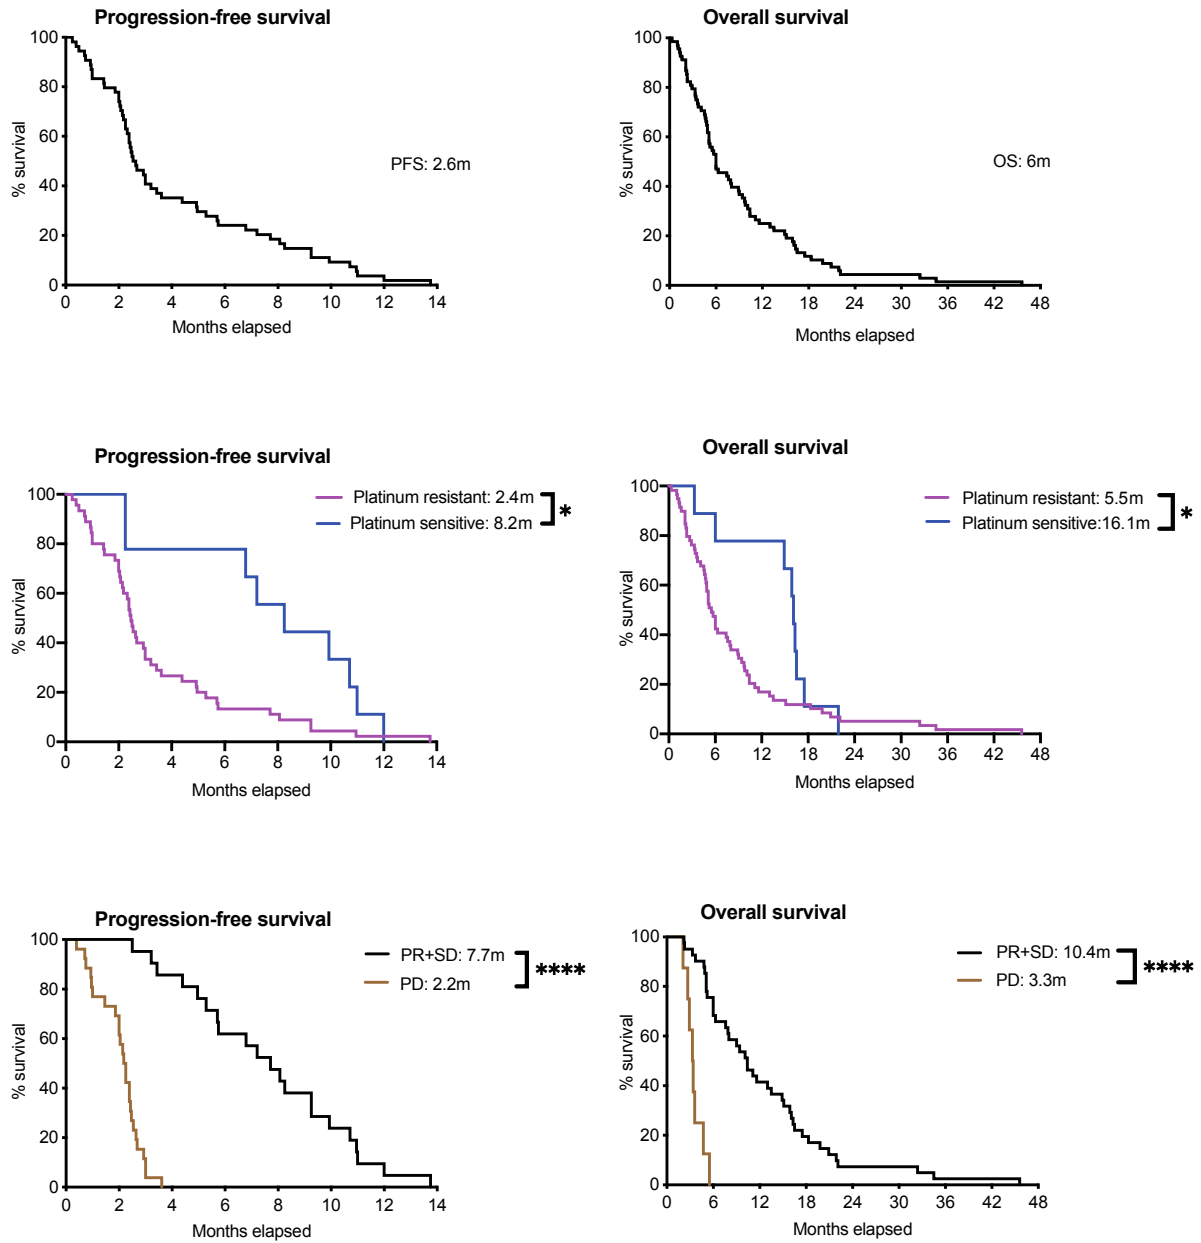 Progression-free survival
100
80
60
40
20
0
% survival
PFS: 2.6m
0 2 4 6 8 10 12 14
Months elapsed
Overall survival
100
80
60
40
20
0
% survival
OS: 6m
0 6 12 18 24 30 36 42 48
Months elapsed
Progression-free survival
100
80
60
40
20
0
% survival
Platinum resistant: 2.4m
Platinum sensitive: 8.2m
*
0 2 4 6 8 10 12 14
Months elapsed
Overall survival
100
80
60
40
20
0
% survival
Platinum resistant: 5.5m
Platinum sensitive:16.1m
*
0 6 12 18 24 30 36 42 48
Months elapsed
Progression-free survival
100
80
60
40
20
0
% survival
PR+SD: 7.7m
PD: 2.2m
****
0 2 4 6 8 10 12 14
Months elapsed
Overall survival
100
80
60
40
20
0
% survival
PR+SD: 10.4m
PD: 3.3m
****
0 6 12 18 24 30 36 42 48
Months elapsed